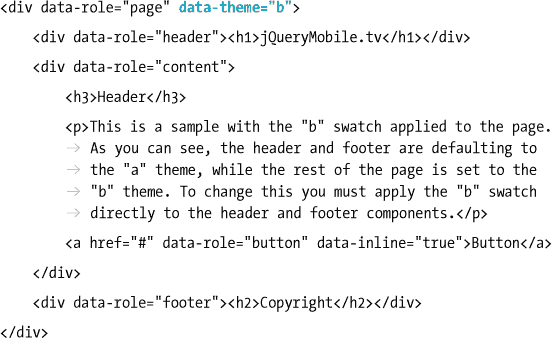 <div data-role="page" data-theme="b">
<div data-role="header"><h1>jQueryMobile.tv</h1></div>
<div data-role="content">
<h3>Header</h3>
<p>This is a sample with the "b" swatch applied to the page.
→ As you can see, the header and footer are defaulting to
→ the "a" theme, while the rest of the page is set to the
→ "b" theme. To change this you must apply the "b" swatch
→ directly to the header and footer components.</p>
<a href="#" data-role="button" data-inline="true">Button</a>
</div>
<div data-role="footer"><h2>Copyright</h2></div>
</div>